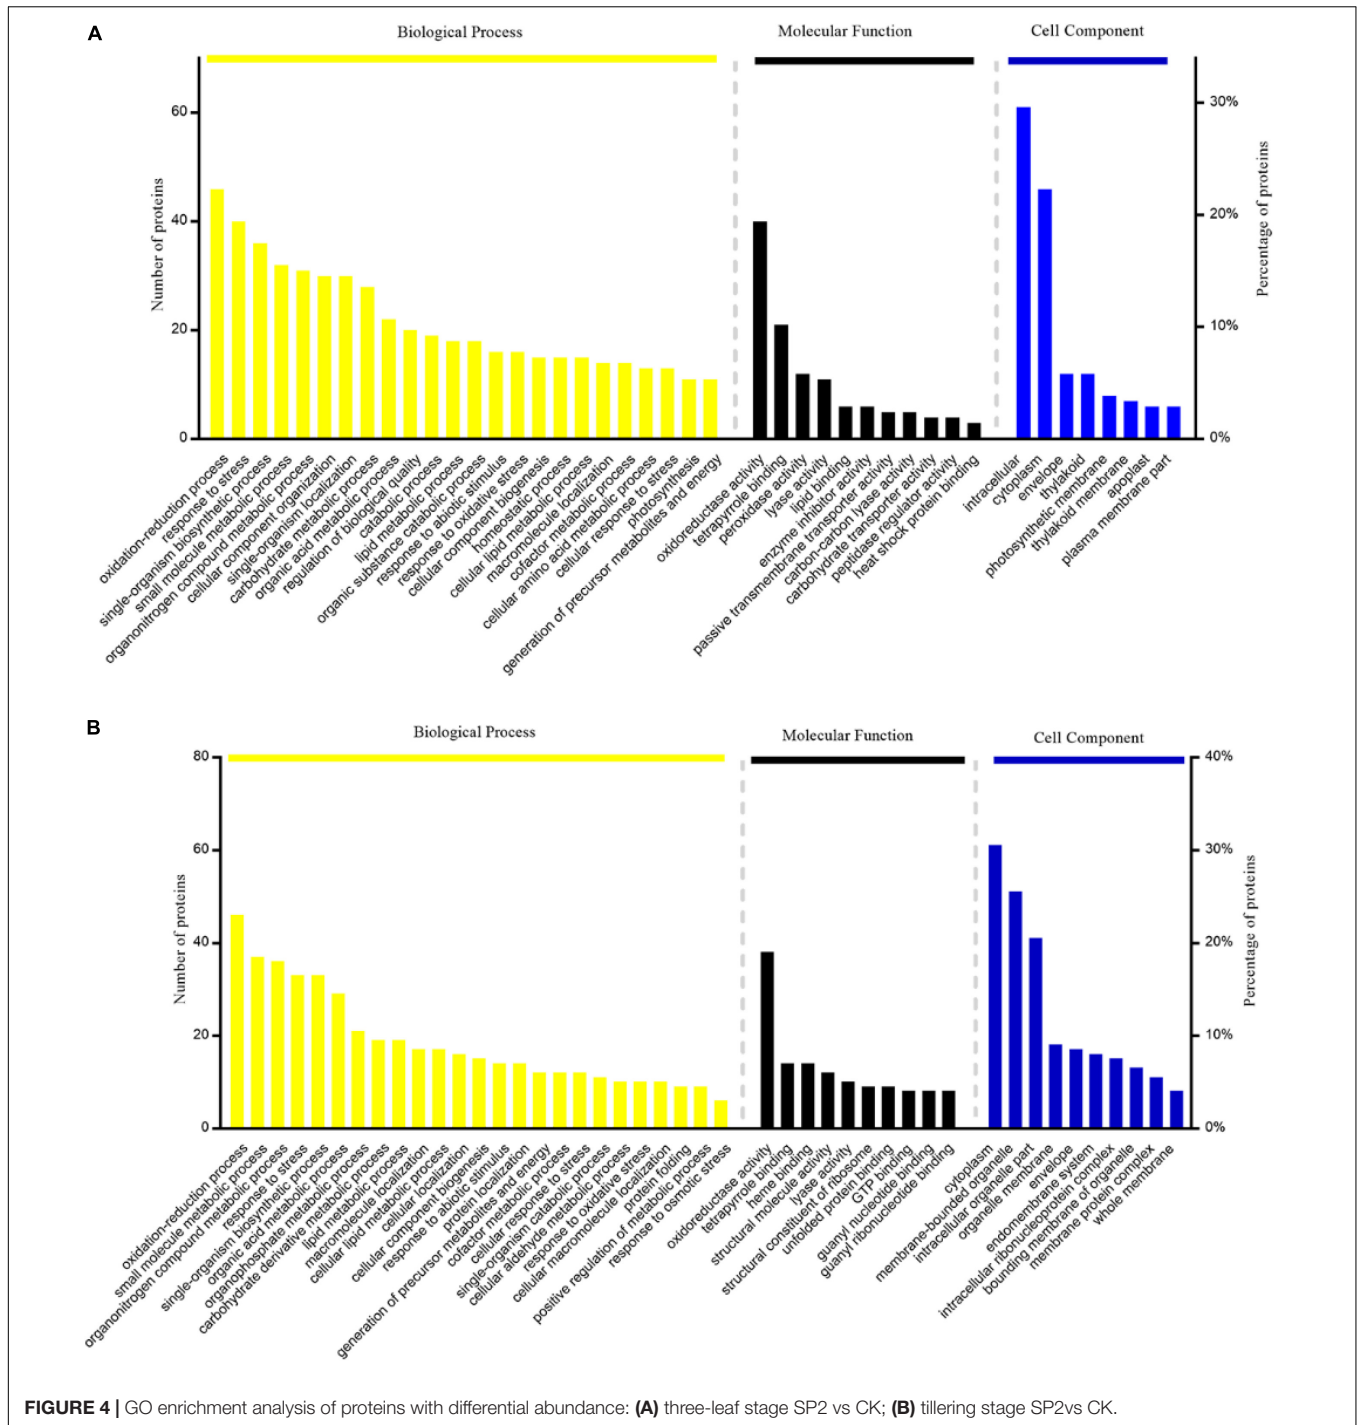 A
Biological Process
Molecular Function
Cell Component
Number of proteins
60
40
20
0
Percentage of proteins
30%
20%
10%
0%
oxidation-reduction process
response to stress
single-organism biosynthetic process
small molecule metabolic process
organonitrogen compound metabolic process
cellular component organization
single-organism localization
carbohydrate metabolic process
organic acid metabolic process
regulation of biological quality
catabolic process
lipid metabolic process
organic substance catabolic process
response to abiotic stimulus
response to oxidative stress
cellular component biogenesis
homeostatic process
cellular lipid metabolic process
macromolecule localization
cofactor metabolic process
cellular amino acid metabolic process
cellular response to stress
photosynthesis
generation of precursor metabolites and energy
oxidoreductase activity
tetrapyrrole binding
peroxidase activity
lyase activity
lipid binding
enzyme inhibitor activity
passive transmembrane transporter activity
carbon-carbon lyase activity
carbohydrate transporter activity
peptidase regulator activity
heat shock protein binding
intracellular
cytoplasm
envelope
thylakoid
photosynthetic membrane
thylakoid membrane
apoplast
plasma membrane part
B
Biological Process
Molecular Function
Cell Component
Number of proteins
80
60
40
20
0
Percentage of proteins
40%
30%
20%
10%
0%
oxidation-reduction process
small molecule metabolic process
organonitrogen compound metabolic process
response to stress
single-organism biosynthetic process
organic acid metabolic process
organophosphate metabolic process
carbohydrate derivative metabolic process
lipid metabolic process
macromolecule localization
cellular lipid metabolic process
cellular localization
cellular component biogenesis
response to abiotic stimulus
protein localization
generation of precursor metabolites and energy
cofactor metabolic process
cellular response to stress
single-organism catabolic process
cellular aldehyde metabolic process
response to oxidative stress
cellular macromolecule localization
protein folding
positive regulation of metabolic process
response to osmotic stress
oxidoreductase activity
tetrapyrrole binding
heme binding
structural molecule activity
lyase activity
structural constituent of ribosome
unfolded protein binding
GTP binding
guanyl nucleotide binding
guanyl ribonucleotide binding
cytoplasm
membrane-bounded organelle
intracellular organelle part
organelle membrane
envelope
endomembrane system
intracellular ribonucleoprotein complex
bounding membrane of organelle
membrane protein complex
whole membrane
FIGURE 4 | GO enrichment analysis of proteins with differential abundance: (A) three-leaf stage SP2 vs CK; (B) tillering stage SP2vs CK.